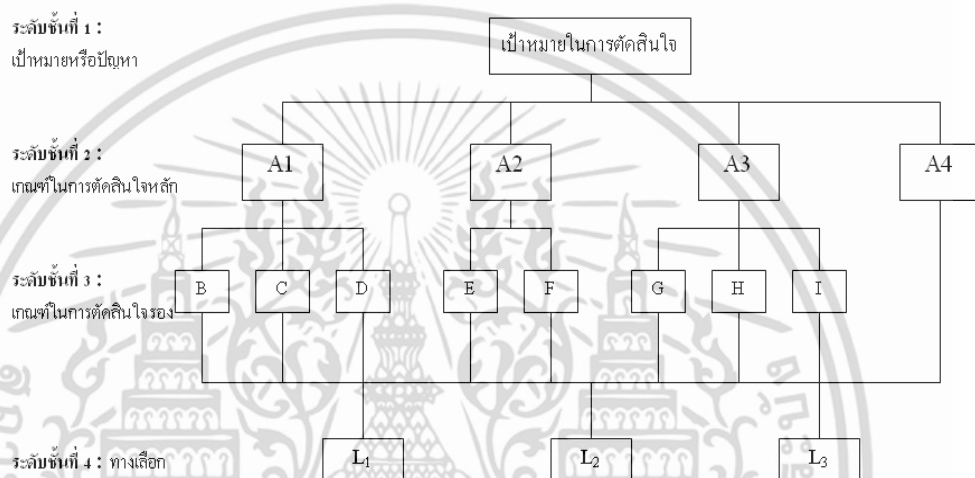 ระดับชั้นที่ 1 :
เป้าหมายหรือปัญหา
เป้าหมายในการตัดสินใจ
ระดับชั้นที่ 2 :
เกณฑ์ในการตัดสินใจหลัก
A1 A2 A3 A4
ระดับชั้นที่ 3 :
เกณฑ์ในการตัดสินใจรอง
B C D E F G H I
ระดับชั้นที่ 4 : ทางเลือก
L₁ L₂ L₃